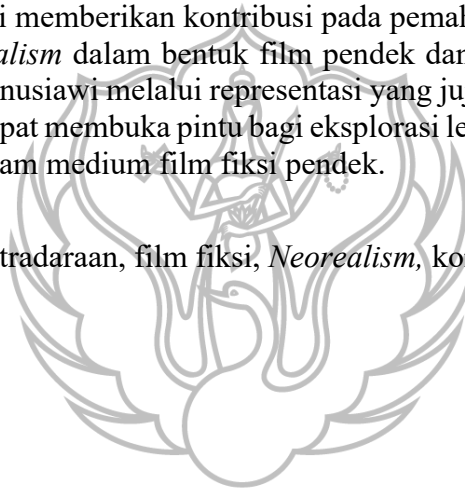 i memberikan kontribusi pada pemah
alism dalam bentuk film pendek dan
nusiawi melalui representasi yang juj
pat membuka pintu bagi eksplorasi le
am medium film fiksi pendek.
tradaraan, film fiksi, Neorealism, ko